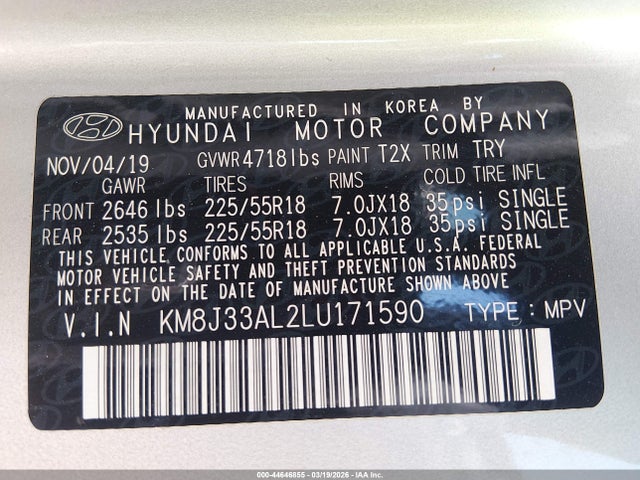 MANUFACTURED IN KOREA BY
HYUNDAI MOTOR COMPANY
NOV/04/19 GVWR 4718lbs PAINT T2X TRIM TRY
GAWR TIRES RIMS COLD TIRE INFL
FRONT 2646 lbs 225/55R18 7.0JX18 35psi SINGLE
REAR 2535 lbs 225/55R18 7.0JX18 35psi SINGLE
THIS VEHICLE CONFORMS TO ALL APPLICABLE U.S.A. FEDERAL
MOTOR VEHICLE SAFETY AND THEFT PREVENTION STANDARDS
IN EFFECT ON THE DATE OF MANUFACTURE SHOWN ABOVE.
V.I.N KM8J33AL2LU171590 TYPE : MPV
000-44646855 - 03/19/2026 - IAA Inc.